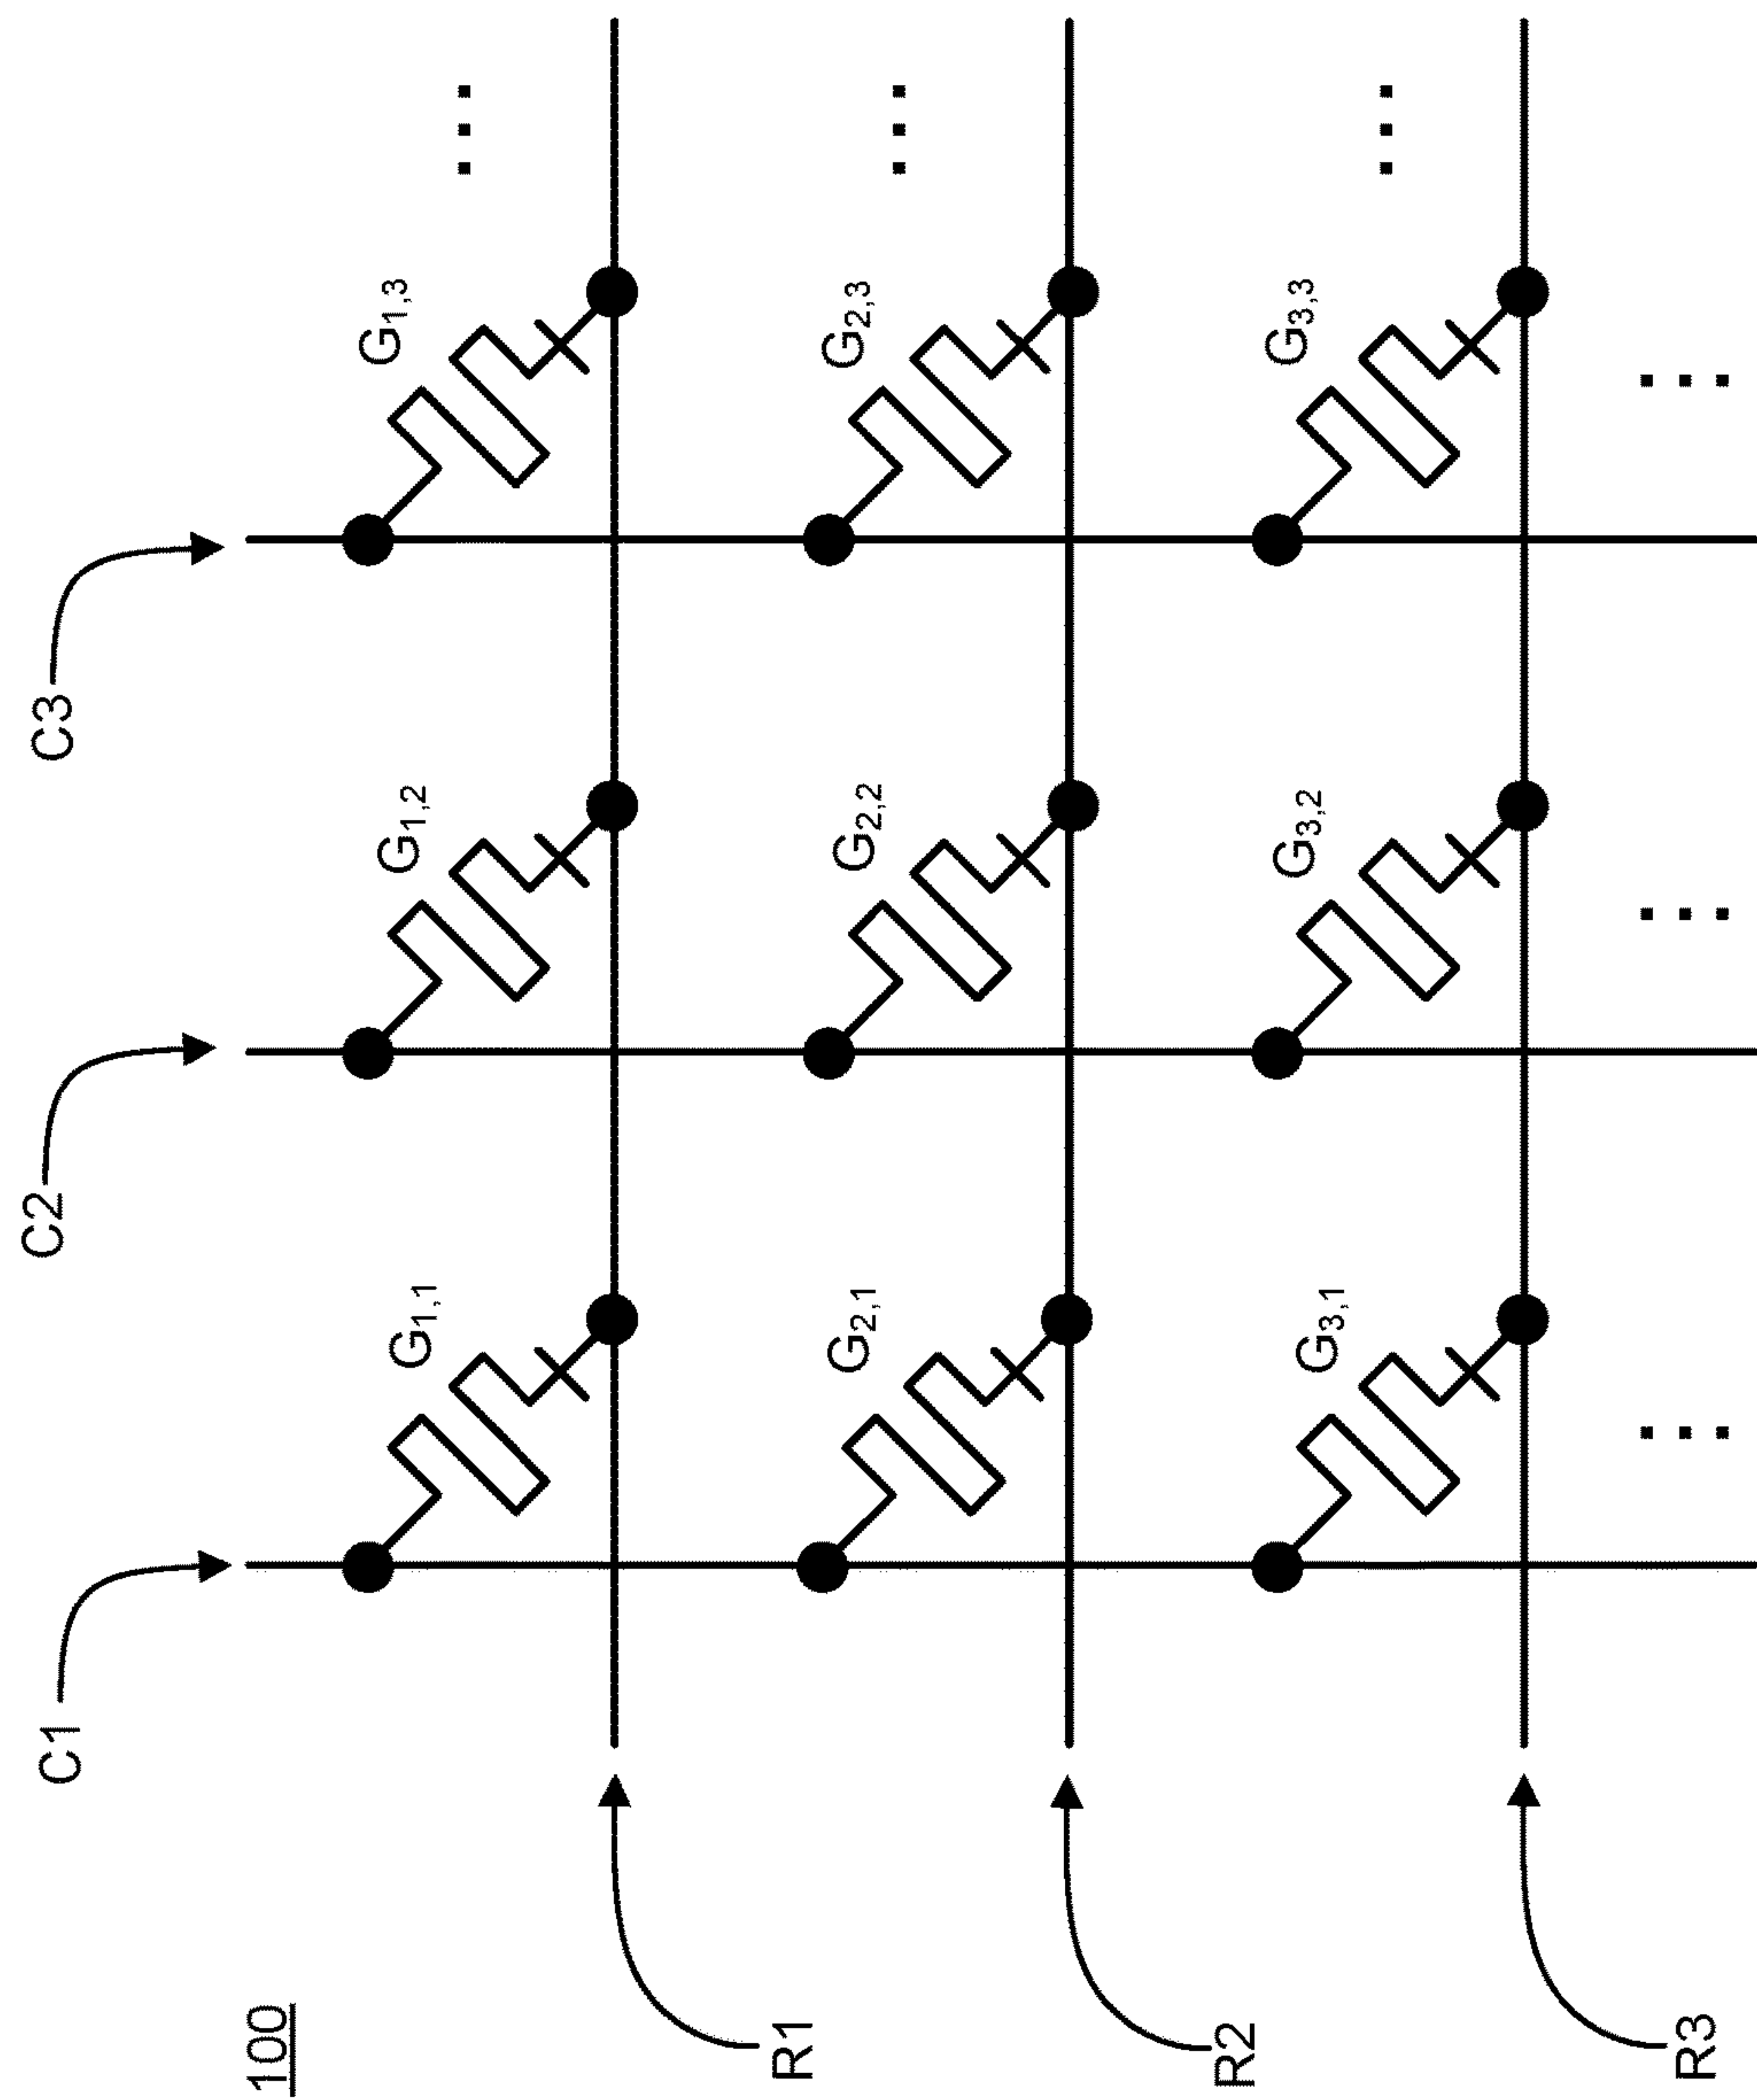 100
C1
C2
C3
R1
G1,1
G1,2
G1,3
...
R2
G2,1
G2,2
G2,3
...
R3
G3,1
G3,2
G3,3
...
...
...
...